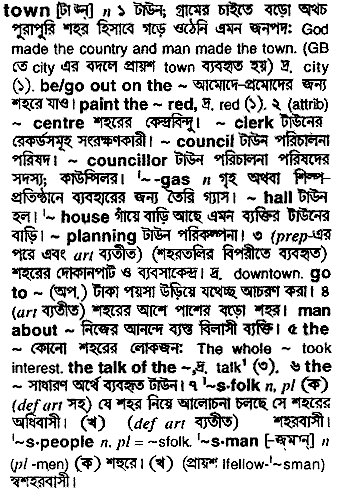 town [টাউন্] n ১ টাউন; গ্রামের চাইতে বড়ো অথচ
পুরাপুরি শহর হিসাবে গড়ে ওঠেনি এমন জনপদ: God
made the country and man made the town. (GB
তে city এর বদলে প্রায়শ town ব্যবহৃত হয়) দ্র. city
(১). be/go out on the ~ আমোদে-প্রমোদের জন্য
শহরে যাও। paint the ~ red, দ্র. red (১). ২ (attrib)
~ centre শহরের কেন্দ্রবিন্দু। ~ clerk টাউনের
রেকর্ডসমূহ সংরক্ষণকারী। ~ council টাউন পরিচালনা
পরিষদ। ~ councillor টাউন পরিচালনা পরিষদের
সদস্য; কাউন্সিলর। '~-gas n গৃহ অথবা শিল্প-
প্রতিষ্ঠানে ব্যবহারের জন্য তৈরি গ্যাস। ~ hall টাউন
হল। '~ house গাঁয়ে বাড়ি আছে এমন ব্যক্তির টাউনের
বাড়ি। ~ planning টাউন পরিকল্পনা। ৩ (prep-এর
পরে এবং art ব্যতীত) (শহরতলির বিপরীতে ব্যবহৃত)
শহরের দোকানপাট ও ব্যবসাকেন্দ্র। দ্র. downtown. go
to ~ (অপ.) টাকা পয়সা উড়িয়ে যথেচ্ছ আচরণ করা। ৪
(art ব্যতীত) শহরের আশে পাশের বড়ো শহর। man
about ~ নিজের আনন্দে ব্যস্ত বিলাসী ব্যক্তি। ৫ the
~ কোনো শহরের লোকজন: The whole ~ took
interest. the talk of the ~, দ্র. talk¹ (৩). ৬ the
~ সাধারণ অর্থে ব্যবহৃত টাউন। ৭ '~s-folk n, pl (ক)
(def art সহ) যে শহর নিয়ে আলোচনা চলছে সে শহরের
অধিবাসী। (খ) (def art ব্যতীত) শহরবাসী।
'~s-people n, pl = ~sfolk. '~s-man [-জ্‌মান্] n
(pl -men) (ক) শহুরে। (খ) (প্রায়শ ˌfellow-'~sman)
স্বশহরবাসী।